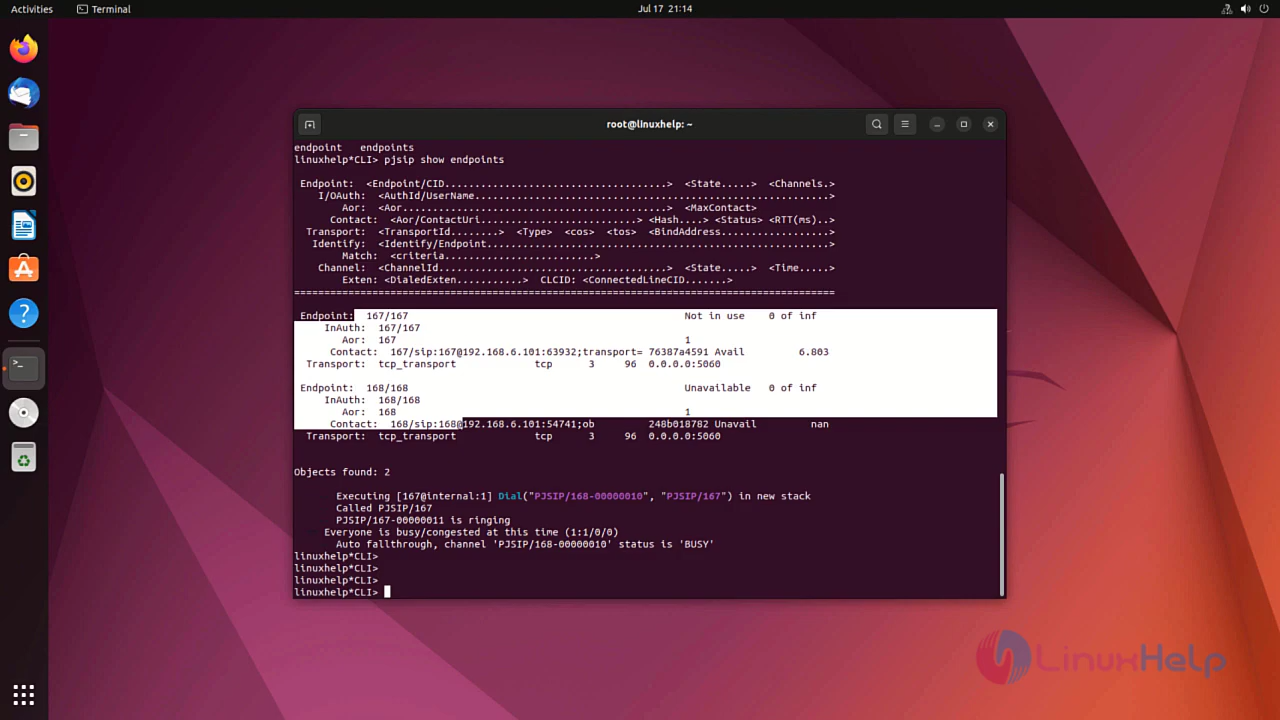 Activities Terminal Jul 17 21:14
root@linuxhelp: ~
endpoint endpoints
linuxhelp*CLI> pjsip show endpoints
Endpoint: <Endpoint/CID.....................................> <State.....> <Channels.>
I/OAuth: <AuthId/UserName...........................................................>
Aor: <Aor............................................> <MaxContact>
Contact: <Aor/ContactUri..........................> <Hash....> <Status> <RTT(ms)..>
Transport: <TransportId........> <Type> <cos> <tos> <BindAddress..................>
Identify: <Identify/Endpoint.........................................................>
Match: <criteria.........................>
Channel: <ChannelId......................................> <State.....> <Time.....>
Exten: <DialedExten...........> CLCID: <ConnectedLineCID.......>
==========================================================================================
Endpoint: 167/167 Not in use 0 of inf
InAuth: 167/167
Aor: 167 1
Contact: 167/sip:167@192.168.6.101:63932;transport= 76387a4591 Avail 6.803
Transport: tcp_transport tcp 3 96 0.0.0.0:5060
Endpoint: 168/168 Unavailable 0 of inf
InAuth: 168/168
Aor: 168 1
Contact: 168/sip:168@192.168.6.101:54741;ob 248b018782 Unavail nan
Transport: tcp_transport tcp 3 96 0.0.0.0:5060
Objects found: 2
Executing [167@internal:1] Dial("PJSIP/168-00000010", "PJSIP/167") in new stack
Called PJSIP/167
PJSIP/167-00000011 is ringing
Everyone is busy/congested at this time (1:1/0/0)
Auto fallthrough, channel 'PJSIP/168-00000010' status is 'BUSY'
linuxhelp*CLI>
linuxhelp*CLI>
linuxhelp*CLI>
linuxhelp*CLI>
LinuxHelp